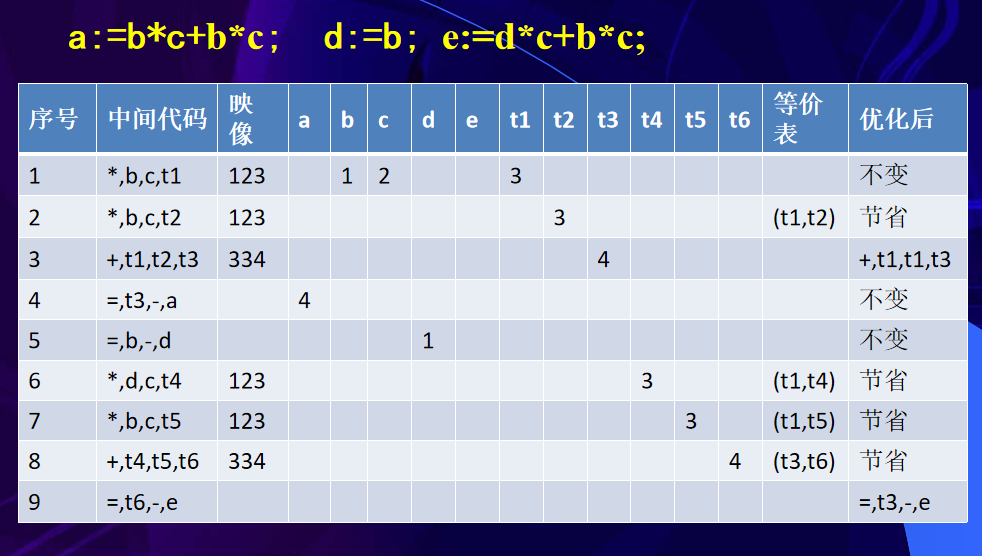 a:=b*c+b*c; d:=b; e:=d*c+b*c;
序号 中间代码 映像 a b c d e t1 t2 t3 t4 t5 t6 等价表 优化后
1 *,b,c,t1 123 1 2 3 不变
2 *,b,c,t2 123 3 (t1,t2) 节省
3 +,t1,t2,t3 334 4 +,t1,t1,t3
4 =,t3,-,a 4 不变
5 =,b,-,d 1 不变
6 *,d,c,t4 123 3 (t1,t4) 节省
7 *,b,c,t5 123 3 (t1,t5) 节省
8 +,t4,t5,t6 334 4 (t3,t6) 节省
9 =,t6,-,e =,t3,-,e